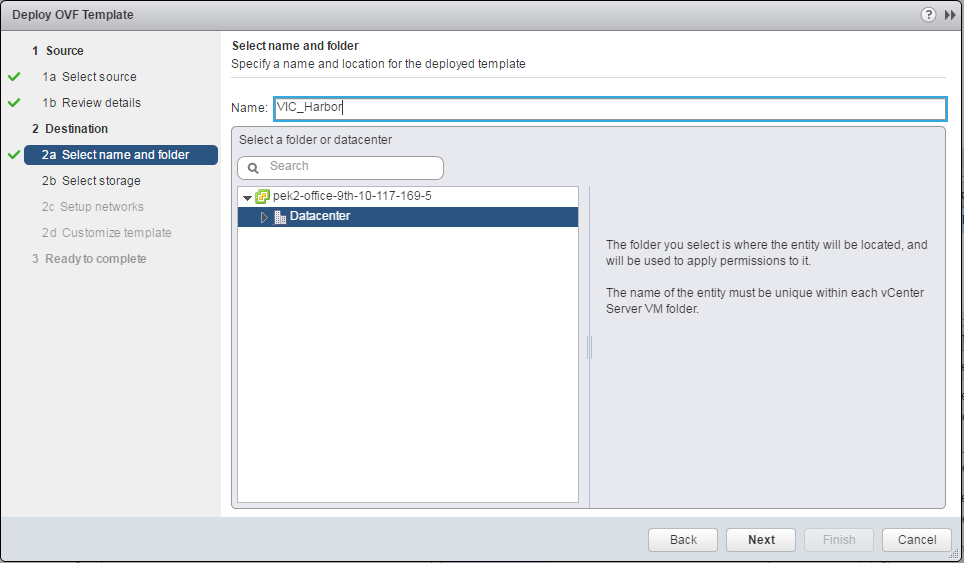 Deploy OVF Template
?
1 Source
1a Select source
1b Review details
2 Destination
2a Select name and folder
2b Select storage
2c Setup networks
2d Customize template
3 Ready to complete
Select name and folder
Specify a name and location for the deployed template
Name: VIC_Harbor
Select a folder or datacenter
Search
pek2-office-9th-10-117-169-5
Datacenter
The folder you select is where the entity will be located, and
will be used to apply permissions to it.
The name of the entity must be unique within each vCenter
Server VM folder.
Back
Next
Finish
Cancel